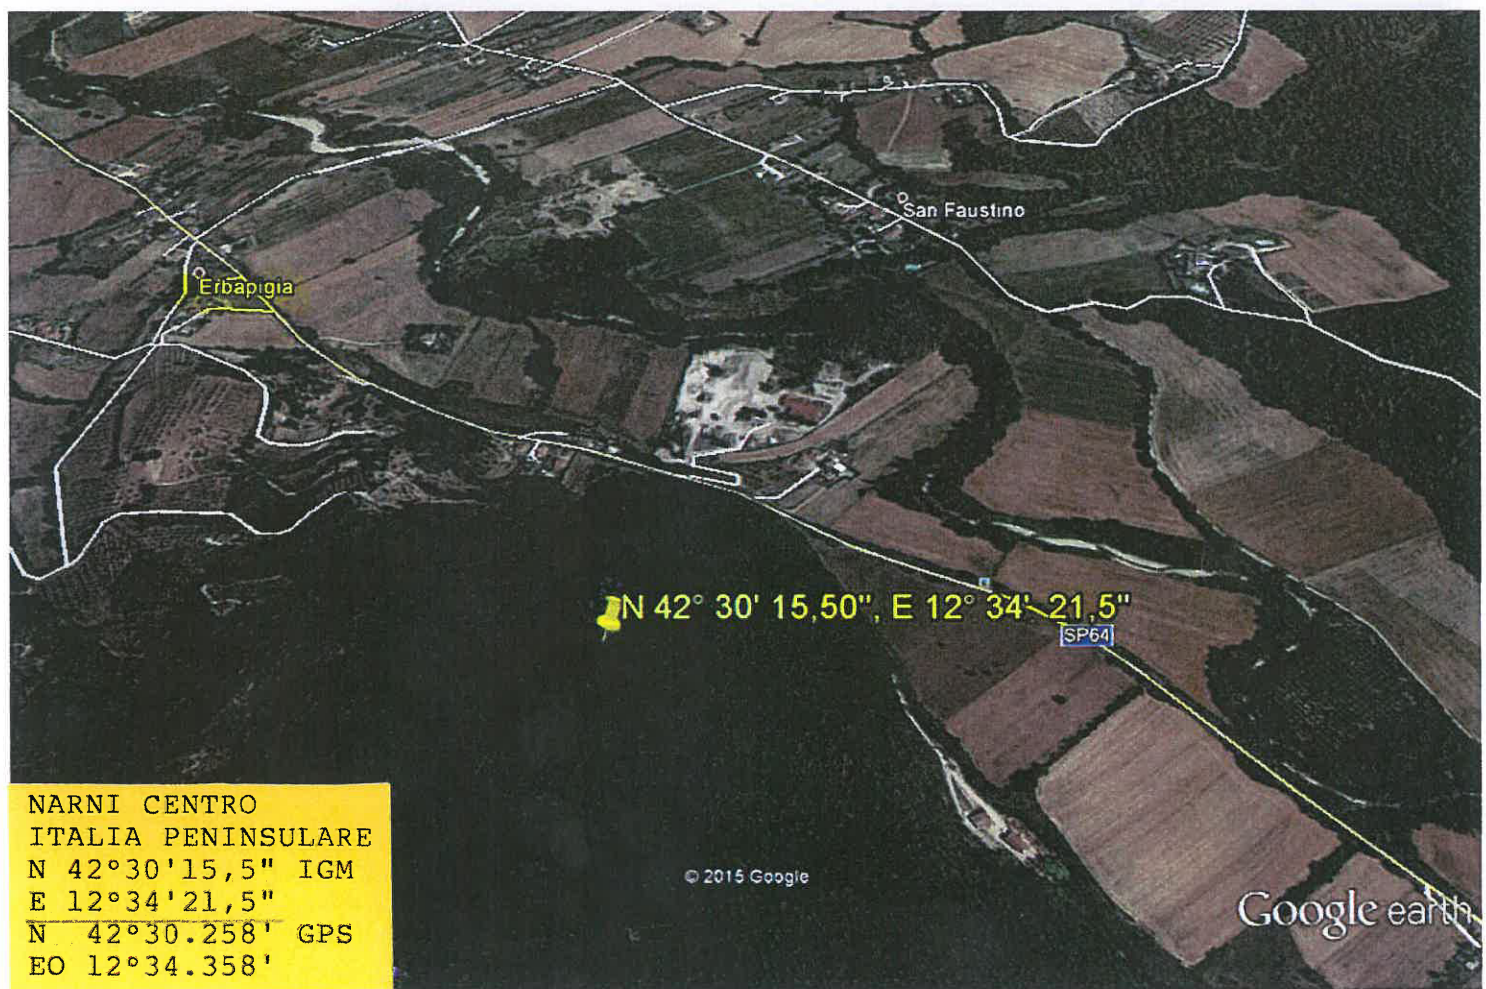 San Faustino
Erbapigia
N 42° 30' 15,50", E 12° 34' 21,5"
SP64
NARNI CENTRO
ITALIA PENINSULARE
N 42°30'15,5" IGM
E 12°34'21,5"
N 42°30.258' GPS
EO 12°34.358'
© 2015 Google
Google earth